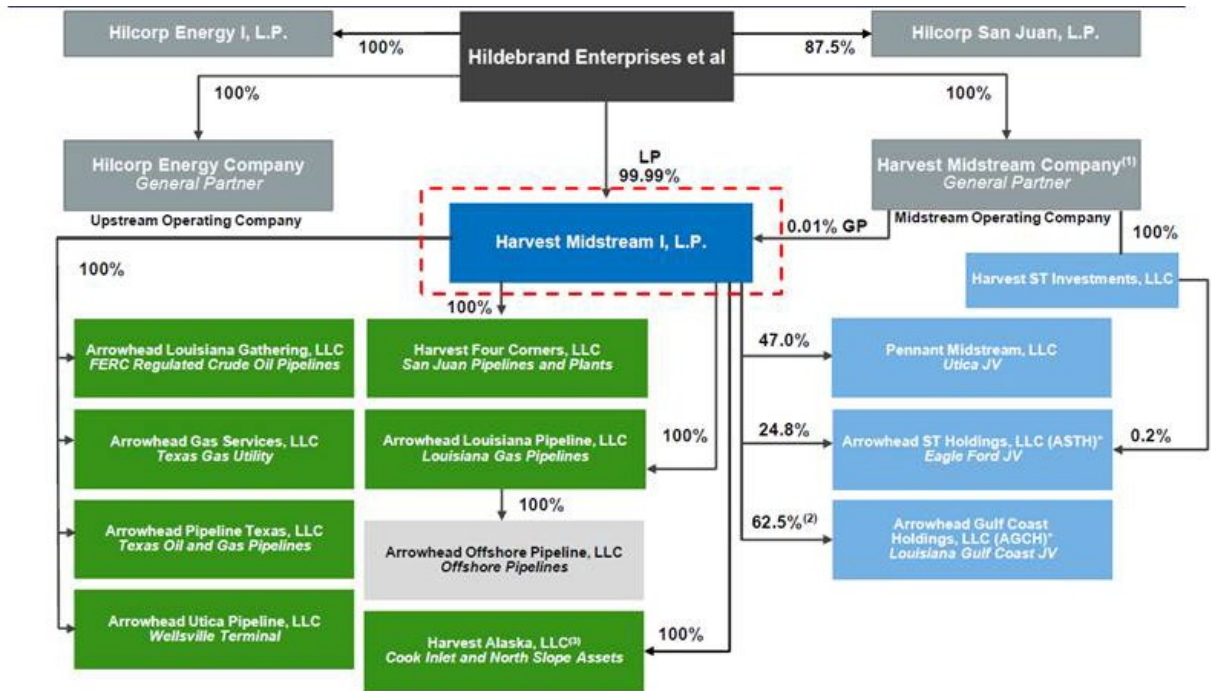 Hilcorp Energy I, L.P.
100%
Hildebrand Enterprises et al
87.5%
Hilcorp San Juan, L.P.
100%
100%
Hilcorp Energy Company
General Partner
Upstream Operating Company
LP
99.99%
Harvest Midstream Company(1)
General Partner
Midstream Operating Company
0.01% GP
Harvest Midstream I, L.P.
100%
100%
Harvest ST Investments, LLC
100%
Arrowhead Louisiana Gathering, LLC
FERC Regulated Crude Oil Pipelines
Harvest Four Corners, LLC
San Juan Pipelines and Plants
47.0%
Pennant Midstream, LLC
Utica JV
Arrowhead Gas Services, LLC
Texas Gas Utility
Arrowhead Louisiana Pipeline, LLC
Louisiana Gas Pipelines
100%
24.8%
Arrowhead ST Holdings, LLC (ASTH)*
Eagle Ford JV
0.2%
100%
Arrowhead Pipeline Texas, LLC
Texas Oil and Gas Pipelines
Arrowhead Offshore Pipeline, LLC
Offshore Pipelines
62.5%(2)
Arrowhead Gulf Coast
Holdings, LLC (AGCH)*
Louisiana Gulf Coast JV
Arrowhead Utica Pipeline, LLC
Wellsville Terminal
Harvest Alaska, LLC(3)
Cook Inlet and North Slope Assets
100%